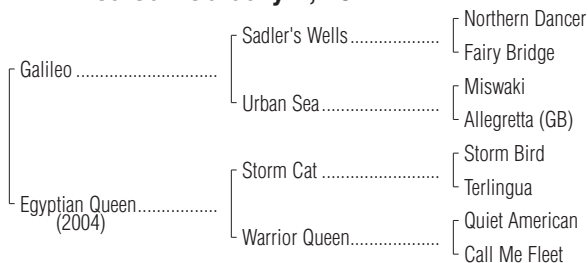 Northern Dancer
Sadler's Wells....................
Fairy Bridge
Galileo ...............................
Miswaki
Urban Sea..........................
Allegretta (GB)
Storm Bird
Storm Cat ..........................
Terlingua
Egyptian Queen.................
(2004)
Quiet American
Warrior Queen....................
Call Me Fleet